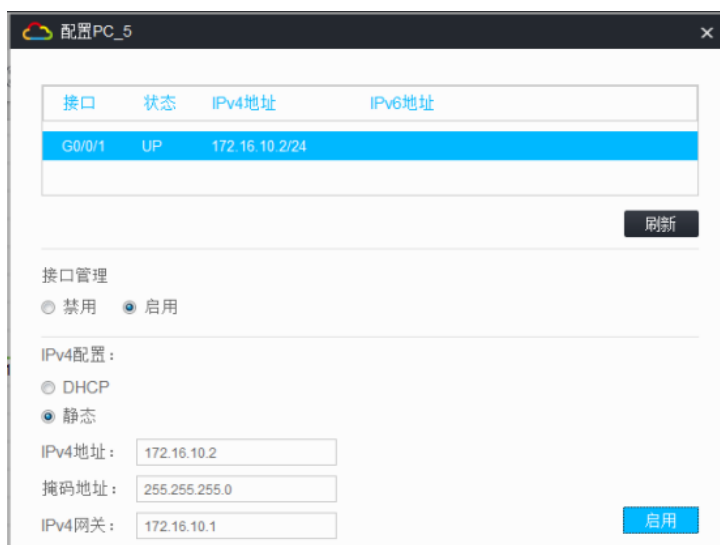 配置PC_5
接口 状态 IPv4地址 IPv6地址
G0/0/1 UP 172.16.10.2/24
刷新
接口管理
禁用 启用
IPv4配置：
DHCP
静态
IPv4地址： 172.16.10.2
掩码地址： 255.255.255.0
IPv4网关： 172.16.10.1
启用